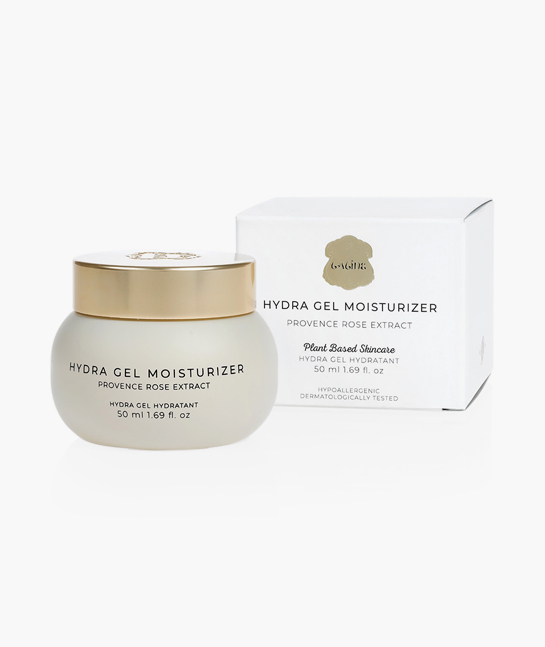 HYDRA GEL MOISTURIZER
PROVENCE ROSE EXTRACT
HYDRA GEL HYDRATANT
50 ml 1.69 fl. oz
HYDRA GEL MOISTURIZER
PROVENCE ROSE EXTRACT
Plant Based Skincare
HYDRA GEL HYDRATANT
50 ml 1.69 fl. oz
HYPOALLERGENIC
DERMATOLOGICALLY TESTED